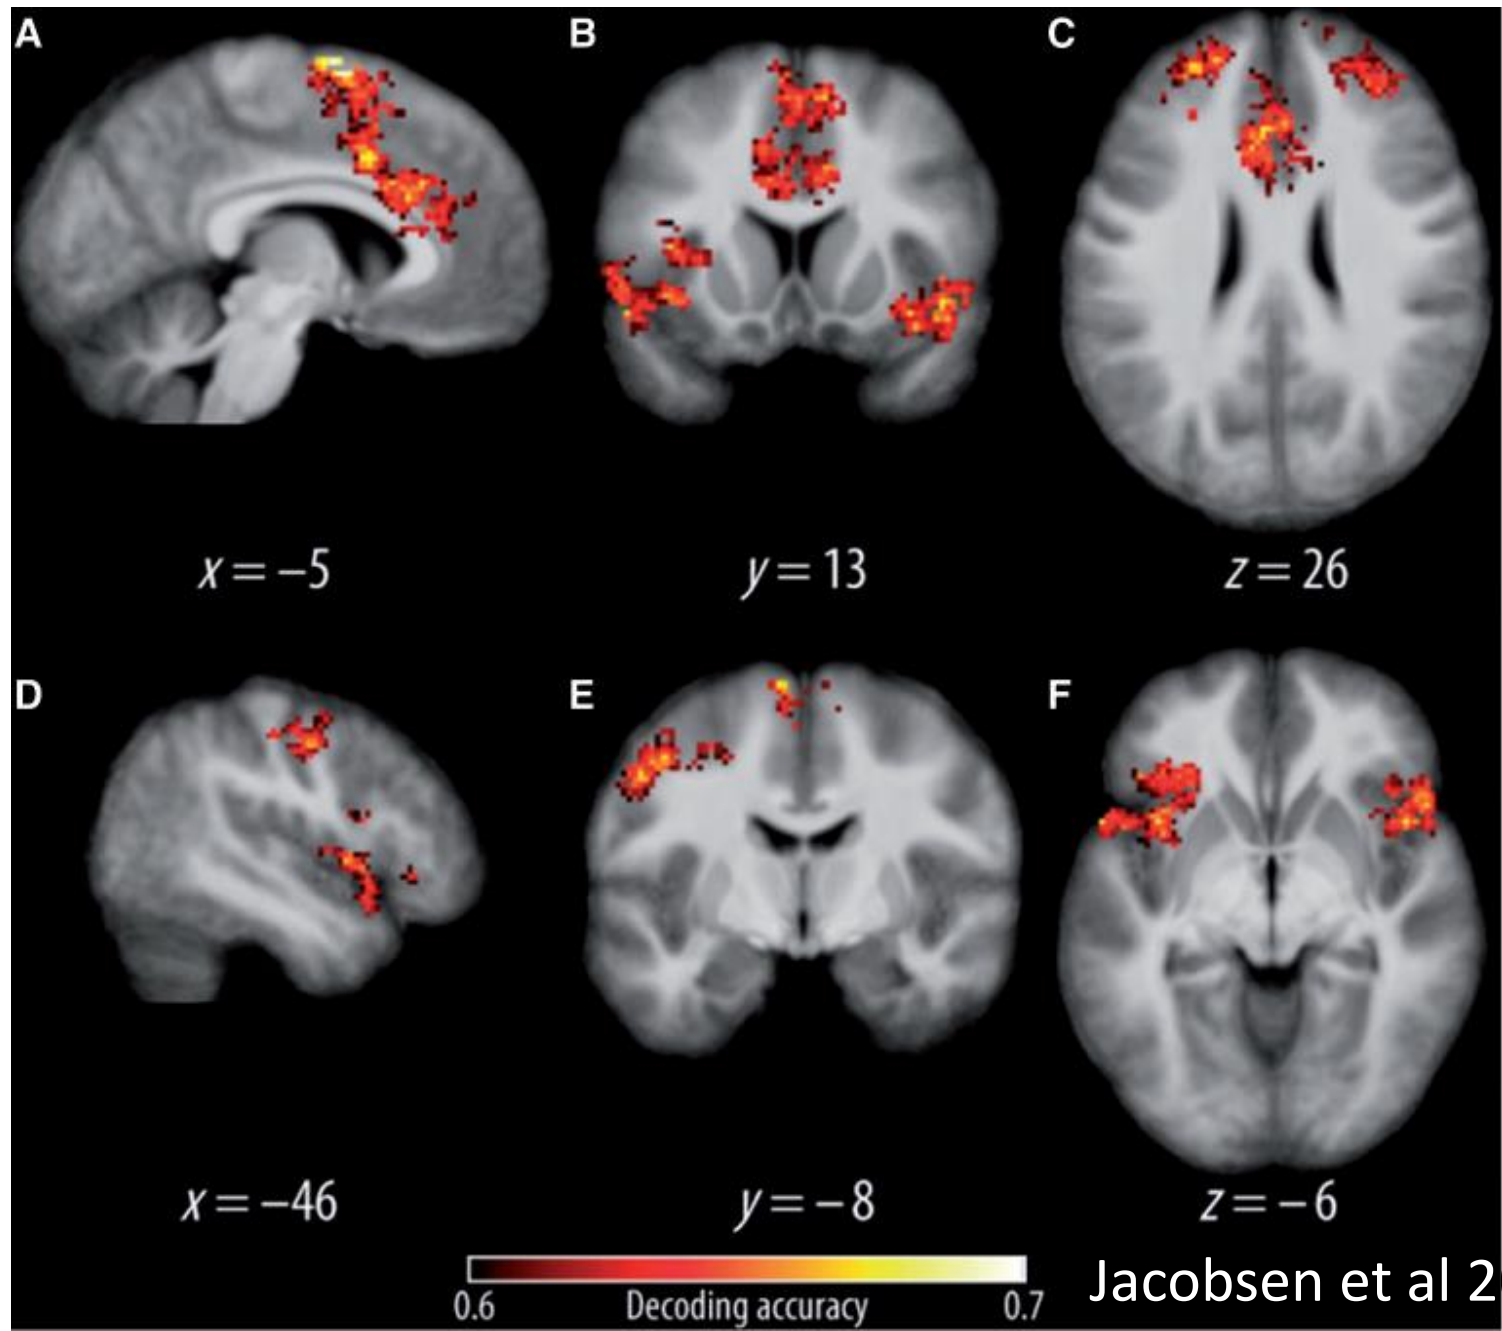 A B C
x = –5 y = 13 z = 26
D E F
x = –46 y = –8 z = –6
0.6 Decoding accuracy 0.7
Jacobsen et al 2